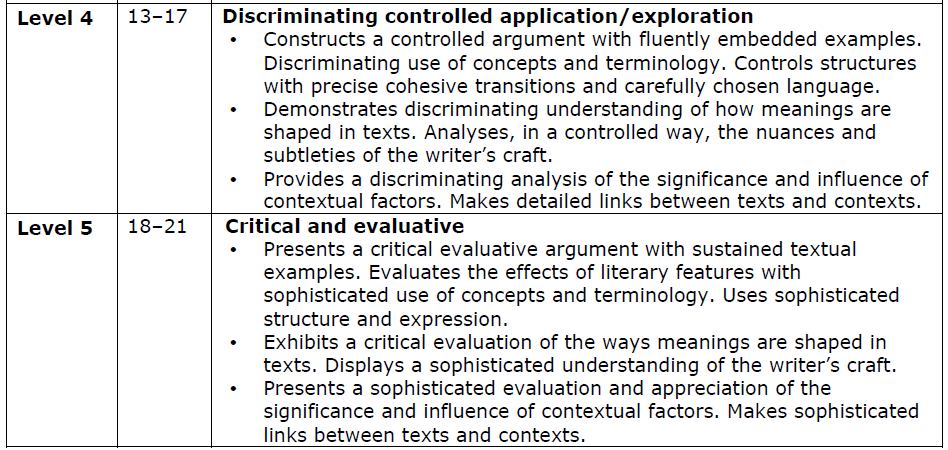 Level 4 13–17 Discriminating controlled application/exploration
• Constructs a controlled argument with fluently embedded examples.
Discriminating use of concepts and terminology. Controls structures
with precise cohesive transitions and carefully chosen language.
• Demonstrates discriminating understanding of how meanings are
shaped in texts. Analyses, in a controlled way, the nuances and
subtleties of the writer’s craft.
• Provides a discriminating analysis of the significance and influence of
contextual factors. Makes detailed links between texts and contexts.
Level 5 18–21 Critical and evaluative
• Presents a critical evaluative argument with sustained textual
examples. Evaluates the effects of literary features with
sophisticated use of concepts and terminology. Uses sophisticated
structure and expression.
• Exhibits a critical evaluation of the ways meanings are shaped in
texts. Displays a sophisticated understanding of the writer’s craft.
• Presents a sophisticated evaluation and appreciation of the
significance and influence of contextual factors. Makes sophisticated
links between texts and contexts.